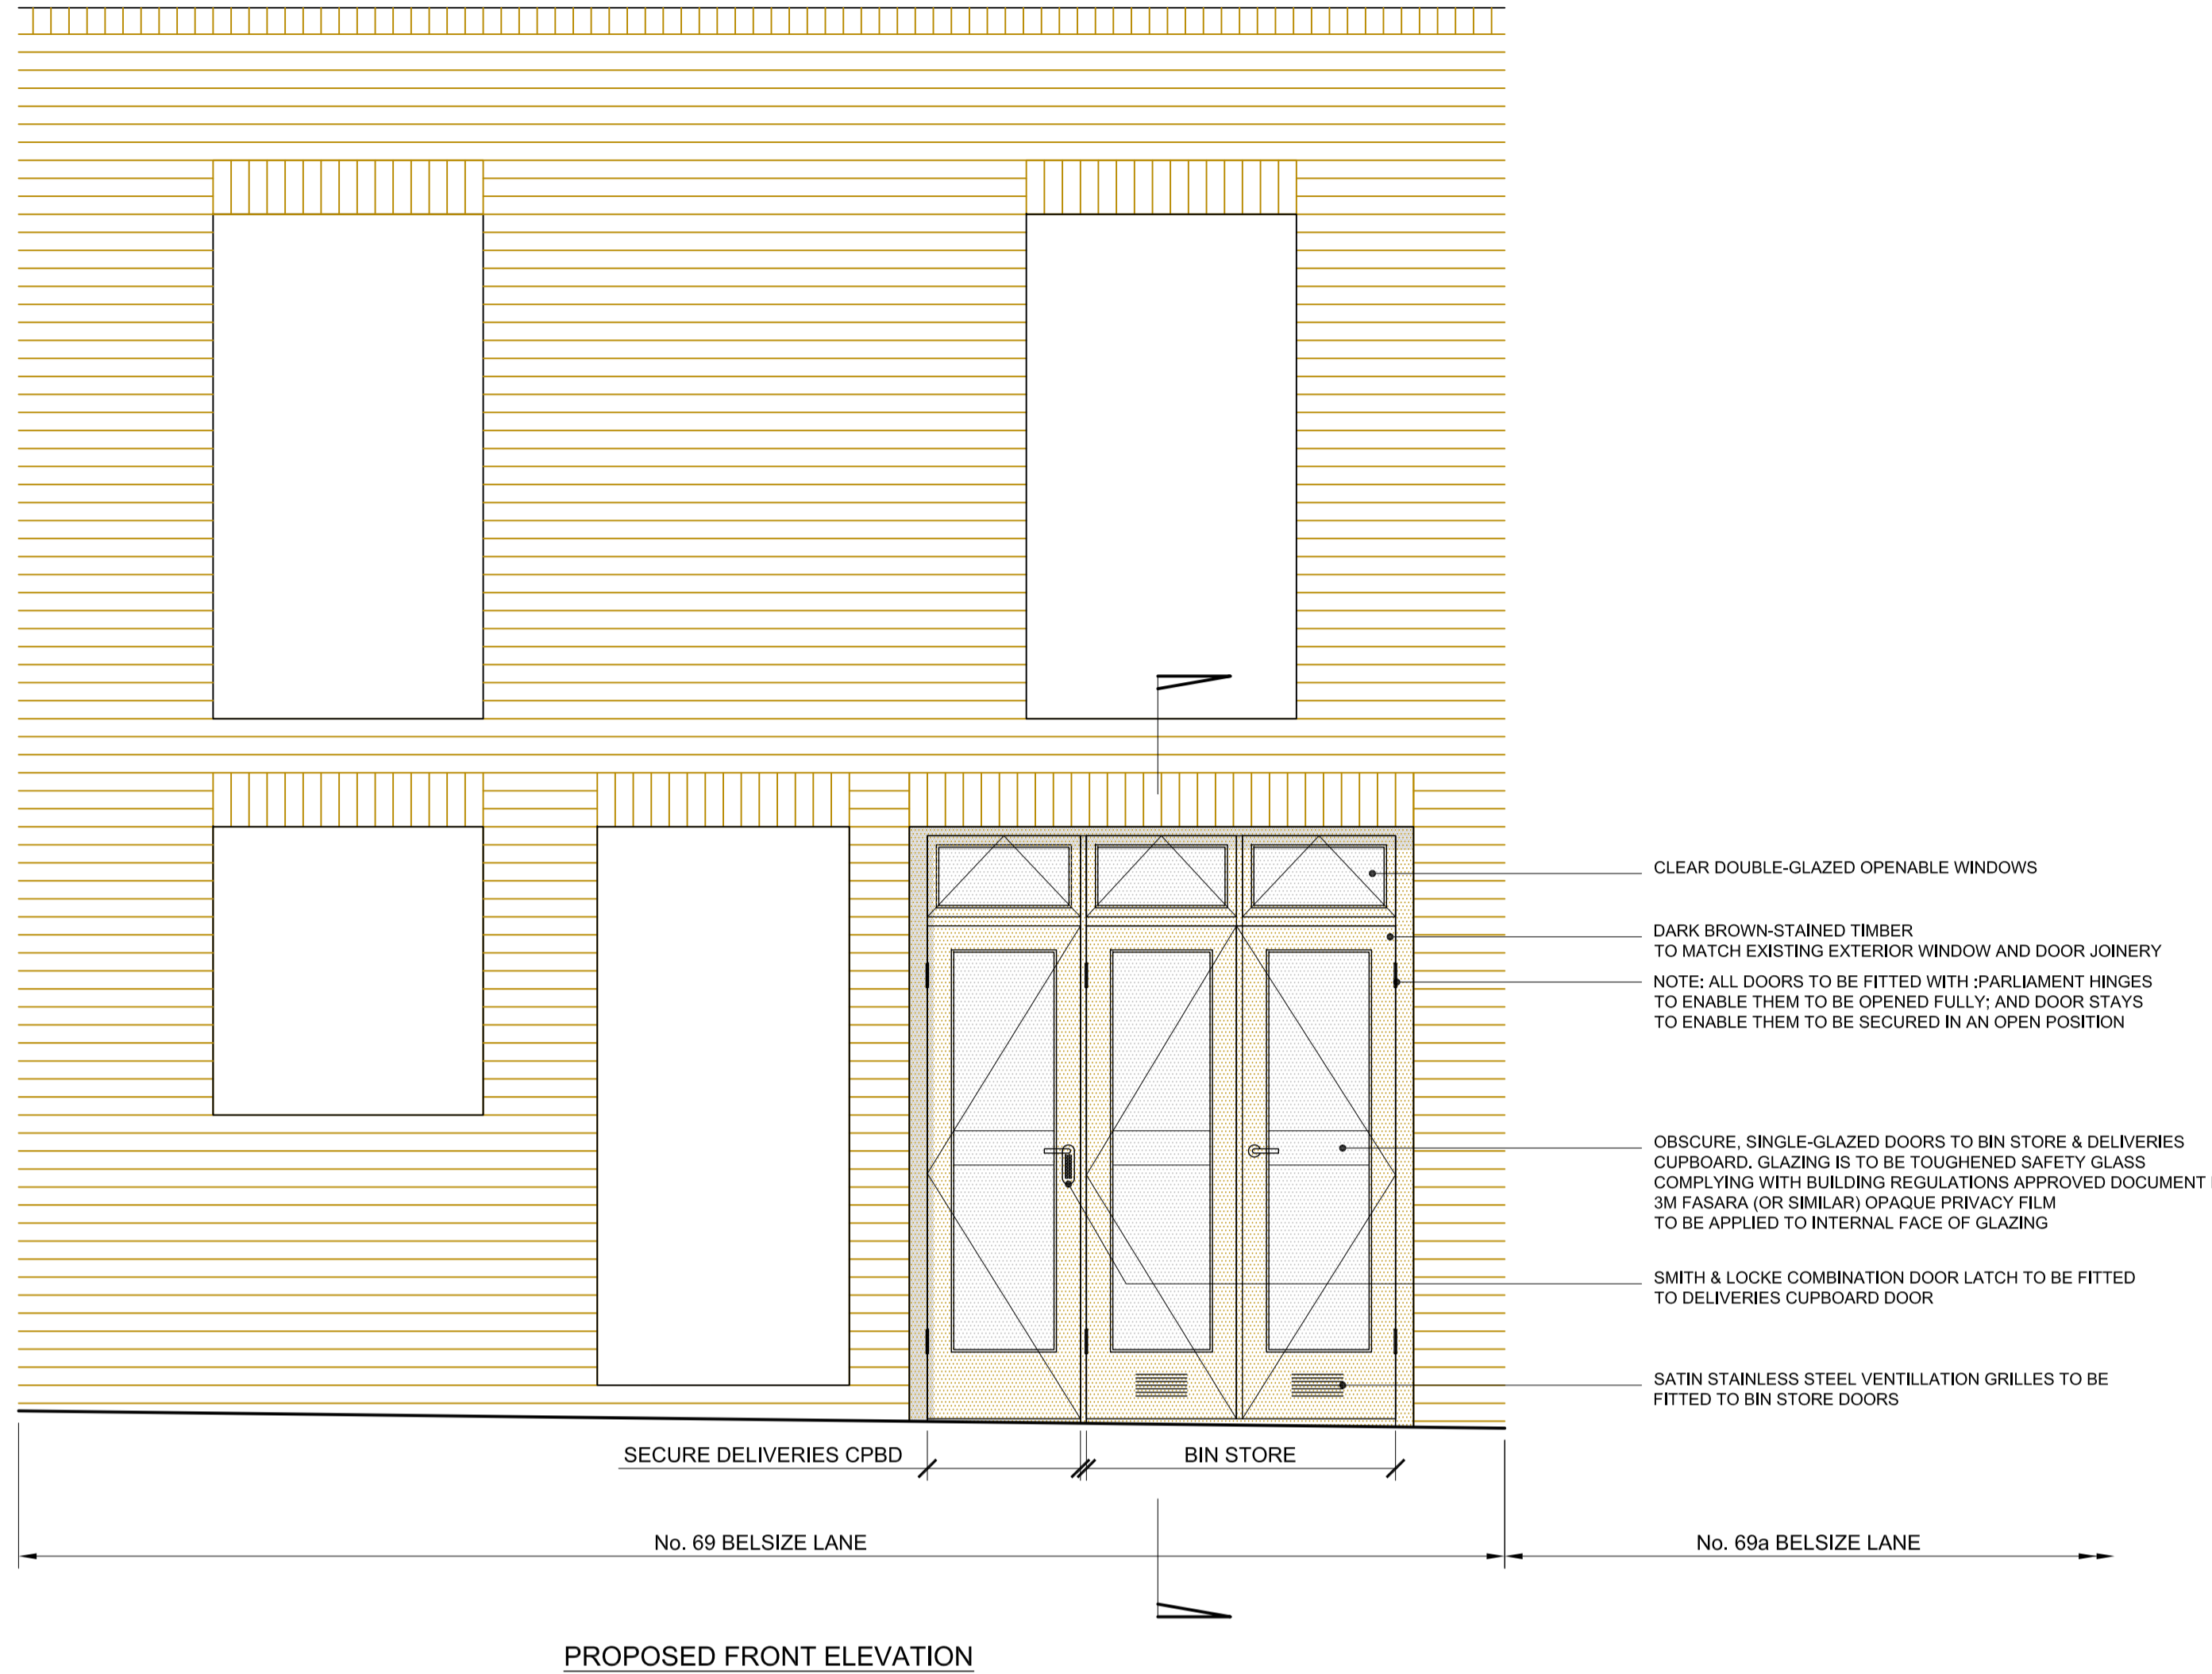 CLEAR DOUBLE-GLAZED OPENABLE WINDOWS
DARK BROWN-STAINED TIMBER
TO MATCH EXISTING EXTERIOR WINDOW AND DOOR JOINERY
NOTE: ALL DOORS TO BE FITTED WITH :PARLIAMENT HINGES
TO ENABLE THEM TO BE OPENED FULLY; AND DOOR STAYS
TO ENABLE THEM TO BE SECURED IN AN OPEN POSITION
OBSCURE, SINGLE-GLAZED DOORS TO BIN STORE & DELIVERIES
CUPBOARD. GLAZING IS TO BE TOUGHENED SAFETY GLASS
COMPLYING WITH BUILDING REGULATIONS APPROVED DOCUMENT
3M FASARA (OR SIMILAR) OPAQUE PRIVACY FILM
TO BE APPLIED TO INTERNAL FACE OF GLAZING
SMITH & LOCKE COMBINATION DOOR LATCH TO BE FITTED
TO DELIVERIES CUPBOARD DOOR
SATIN STAINLESS STEEL VENTILLATION GRILLES TO BE
FITTED TO BIN STORE DOORS
SECURE DELIVERIES CPBD
BIN STORE
No. 69 BELSIZE LANE
No. 69a BELSIZE LANE
PROPOSED FRONT ELEVATION